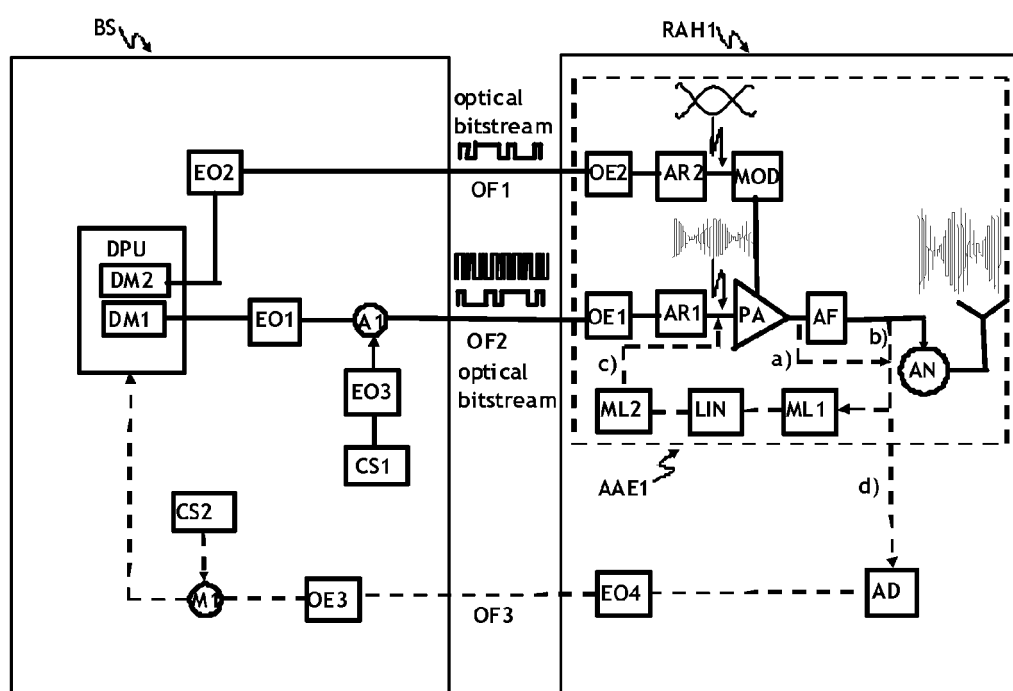 BS
RAH1
optical
bitstream
EO2
OF1
OE2
AR2
MOD
DPU
DM2
DM1
EO1
A1
OF2
optical
bitstream
OE1
AR1
PA
AF
b)
a)
c)
AN
EO3
CS1
ML2
LIN
ML1
AAE1
d)
CS2
M1
OE3
OF3
EO4
AD